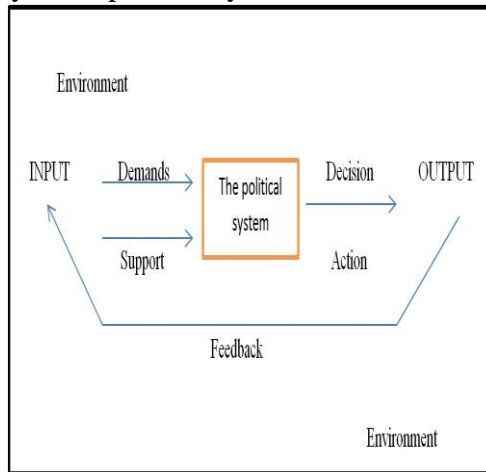 Environment
INPUT Demands Decision OUTPUT
The political
system
Support Action
Feedback
Environment